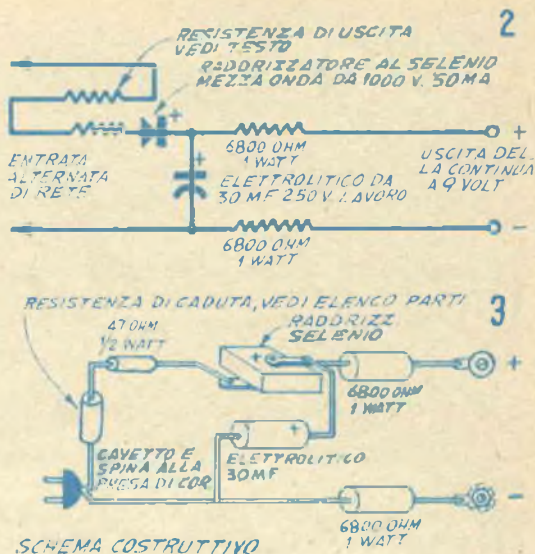 2
RESISTENZA DI USCITA
VEDI TESTO
RADDRIZZATORE AL SELENIO
MEZZA ONDA DA 1000 V. 50 MA
+
ENTRATA
ALTERNATA
DI RETE
+
6800 OHM
1 WATT
ELETTROLITICO DA
30 MF 250 V. LAVORO
+
USCITA DEL
LA CONTINUA
A 9 VOLT
-
6800 OHM
1 WATT
3
RESISTENZA DI CADUTA, VEDI ELENCO PARTI
47 OHM
1/2 WATT
RADDRIZZ.
SELENIO
+
6800 OHM
1 WATT
+
CAVETTO E
SPINA ALLA
PRESA DI COR
- +
ELETTROLITICO
30MF
6800 OHM
1 WATT
-
SCHEMA COSTRUTTIVO